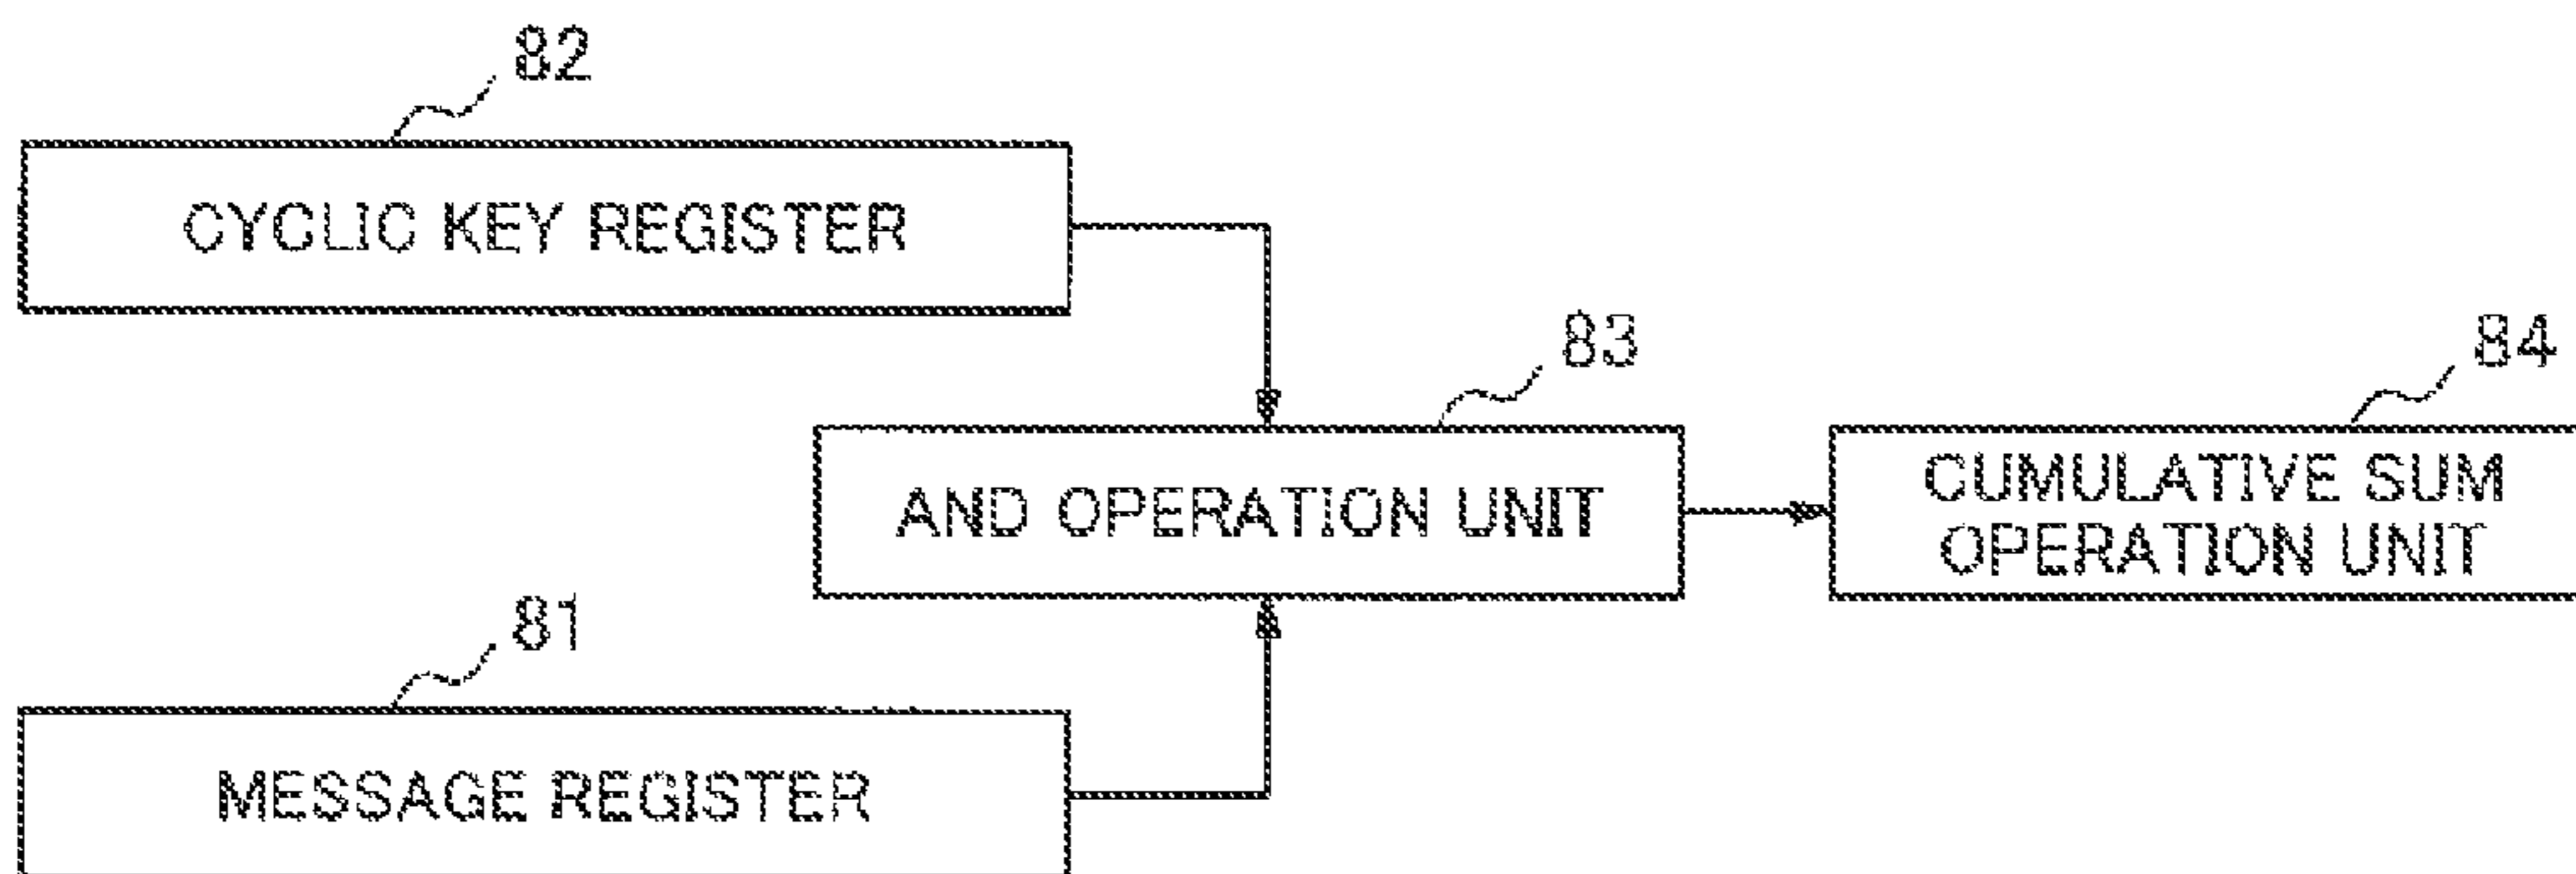 82
CYCLIC KEY REGISTER
83
84
AND OPERATION UNIT
CUMULATIVE SUM
OPERATION UNIT
81
MESSAGE REGISTER